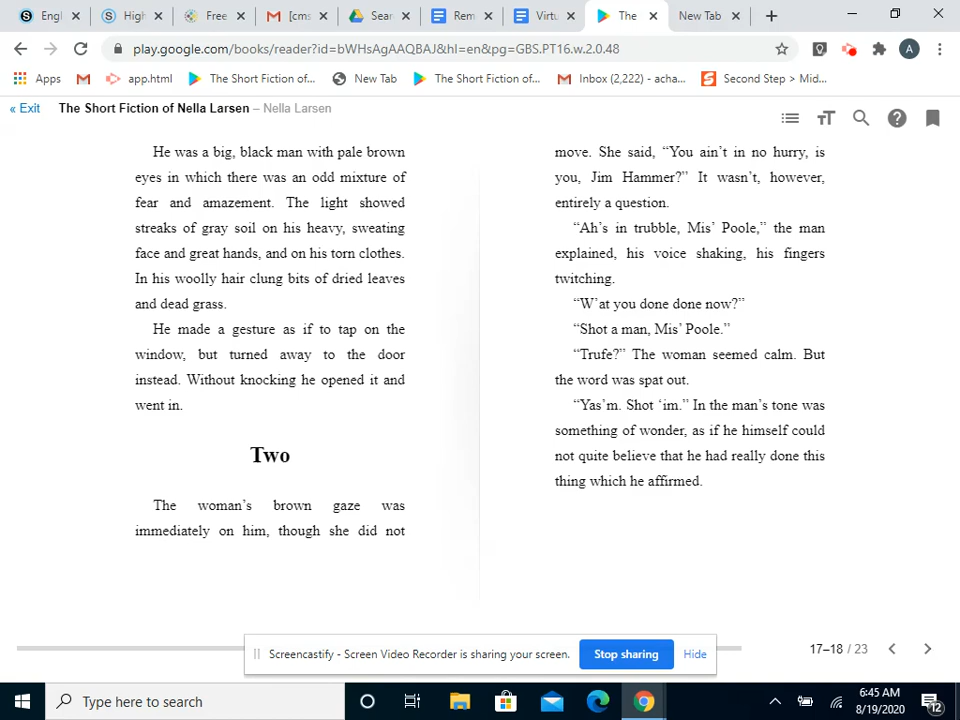 Engl
High
Free
[cms
Sear
Rem
Virtu
The
New Tab
play.google.com/books/reader?id=bWHsAgAAQBAJ&hl=en&pg=GBS.PT16.w.2.0.48
A
Apps
app.html
The Short Fiction of...
New Tab
The Short Fiction of...
Inbox (2,222) - acha...
Second Step > Mid...
« Exit
The Short Fiction of Nella Larsen – Nella Larsen
He was a big, black man with pale brown
eyes in which there was an odd mixture of
fear and amazement. The light showed
streaks of gray soil on his heavy, sweating
face and great hands, and on his torn clothes.
In his woolly hair clung bits of dried leaves
and dead grass.
He made a gesture as if to tap on the
window, but turned away to the door
instead. Without knocking he opened it and
went in.
Two
The woman’s brown gaze was
immediately on him, though she did not
move. She said, “You ain’t in no hurry, is
you, Jim Hammer?” It wasn’t, however,
entirely a question.
“Ah’s in trubble, Mis’ Poole,” the man
explained, his voice shaking, his fingers
twitching.
“W’at you done done now?”
“Shot a man, Mis’ Poole.”
“Trufe?” The woman seemed calm. But
the word was spat out.
“Yas’m. Shot ‘im.” In the man’s tone was
something of wonder, as if he himself could
not quite believe that he had really done this
thing which he affirmed.
Screencastify - Screen Video Recorder is sharing your screen.
Stop sharing
Hide
17–18 / 23
Type here to search
6:45 AM
8/19/2020
12